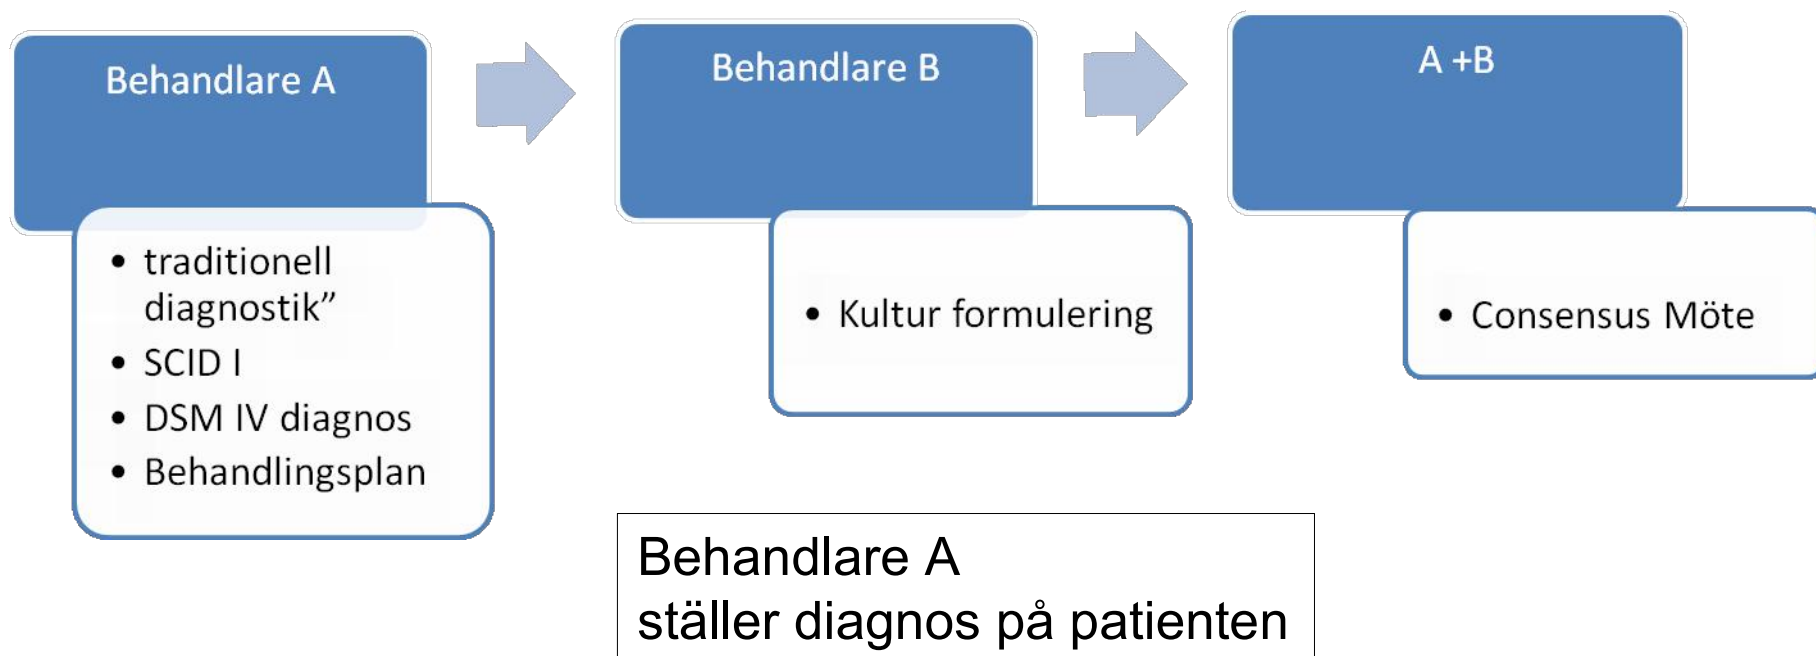 Behandlare A
• traditionell
diagnostik”
• SCID I
• DSM IV diagnos
• Behandlingsplan
Behandlare B
• Kultur formulering
A +B
• Consensus Möte
Behandlare A
ställer diagnos på patienten